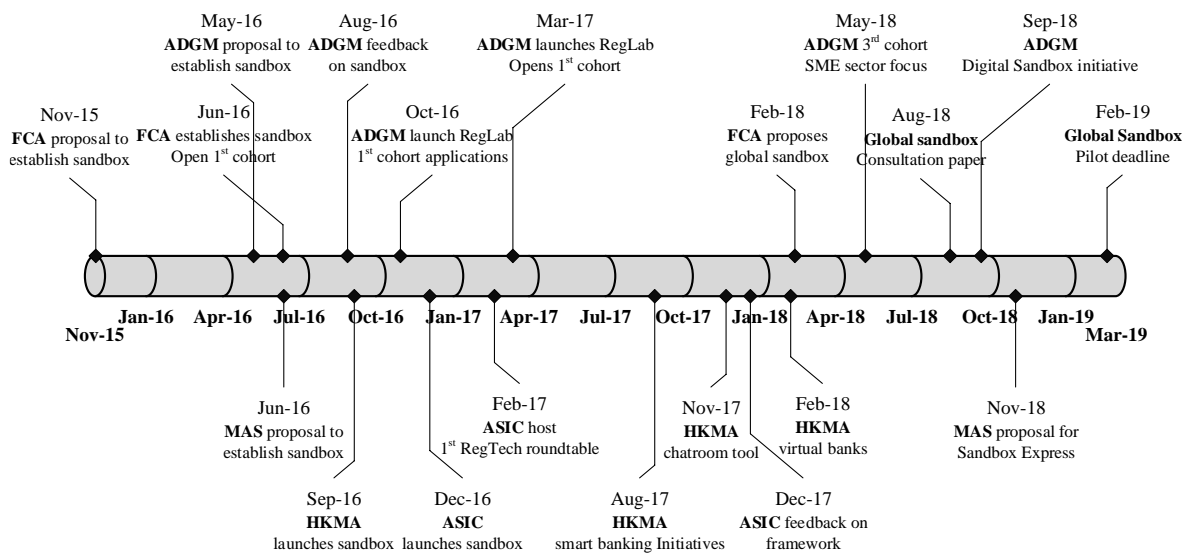 May-16
ADGM proposal to
establish sandbox
Aug-16
ADGM feedback
on sandbox
Mar-17
ADGM launches RegLab
Opens 1st cohort
May-18
ADGM 3rd cohort
SME sector focus
Sep-18
ADGM
Digital Sandbox initiative
Nov-15
FCA proposal to
establish sandbox
Jun-16
FCA establishes sandbox
Open 1st cohort
Oct-16
ADGM launch RegLab
1st cohort applications
Feb-18
FCA proposes
global sandbox
Aug-18
Global sandbox
Consultation paper
Feb-19
Global Sandbox
Pilot deadline
Jan-16 Apr-16 Jul-16 Oct-16 Jan-17 Apr-17 Jul-17 Oct-17 Jan-18 Apr-18 Jul-18 Oct-18 Jan-19
Nov-15 Mar-19
Jun-16
MAS proposal to
establish sandbox
Feb-17
ASIC host
1st RegTech roundtable
Nov-17
HKMA
chatroom tool
Feb-18
HKMA
virtual banks
Nov-18
MAS proposal for
Sandbox Express
Sep-16
HKMA
launches sandbox
Dec-16
ASIC
launches sandbox
Aug-17
HKMA
smart banking Initiatives
Dec-17
ASIC feedback on
framework